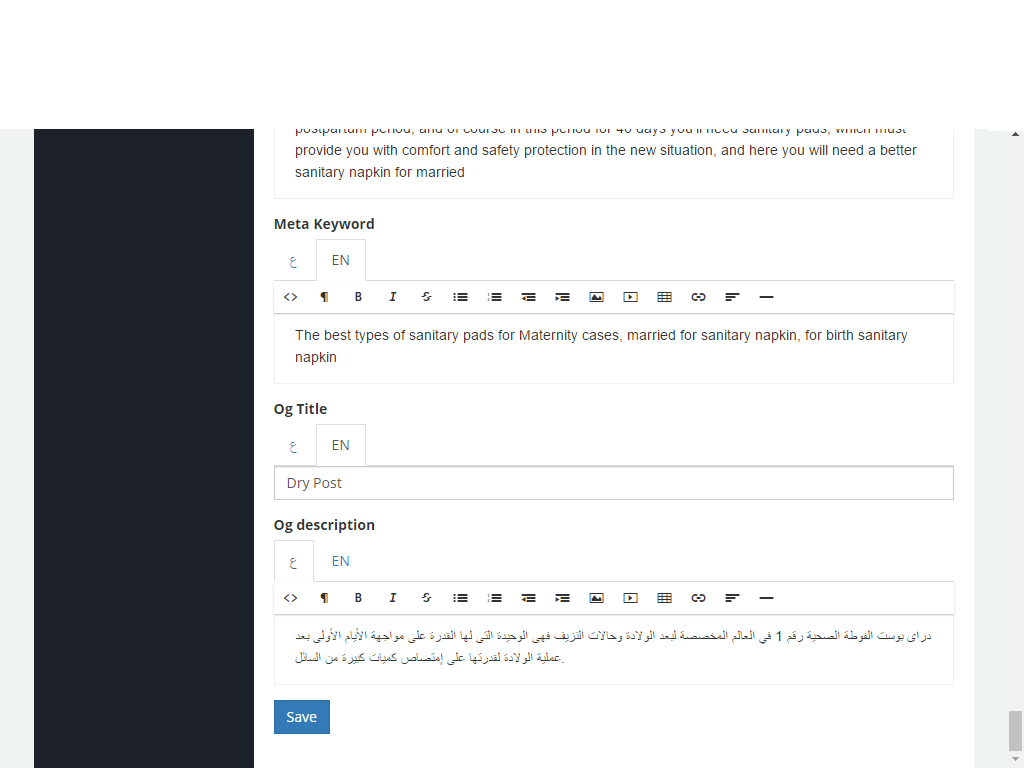 postpartum period, and of course in this period for 40 days you'll need sanitary pads, which must
provide you with comfort and safety protection in the new situation, and here you will need a better
sanitary napkin for married
Meta Keyword
ع EN
<> ¶ B I S
The best types of sanitary pads for Maternity cases, married for sanitary napkin, for birth sanitary
napkin
Og Title
ع EN
Dry Post
Og description
ع EN
<> ¶ B I S
دراى بوست الفوطة الصحية رقم 1 في العالم المخصصة لبعد الولادة وحالات النزيف فهى الوحيدة التى لها القدرة على مواجهة الأيام الأولى بعد
عملية الولادة لقدرتها على إمتصاص كميات كبيرة من السائل.
Save